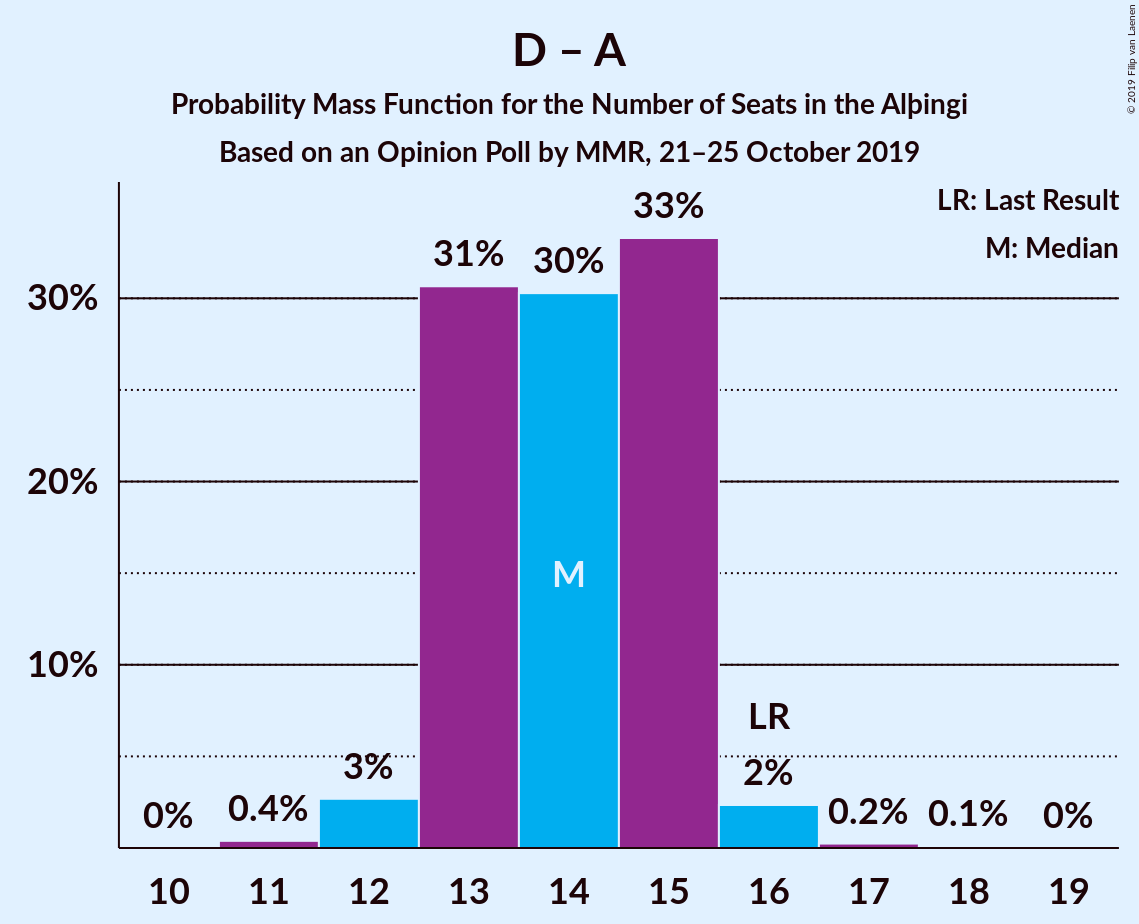 D – A
Probability Mass Function for the Number of Seats in the Alþingi
Based on an Opinion Poll by MMR, 21–25 October 2019
© 2019 Filip van Laenen
LR: Last Result
M: Median
30%
20%
10%
0%
0.4%
3%
31%
30%
33%
2%
0.2%
0.1%
0%
M
LR
10 11 12 13 14 15 16 17 18 19